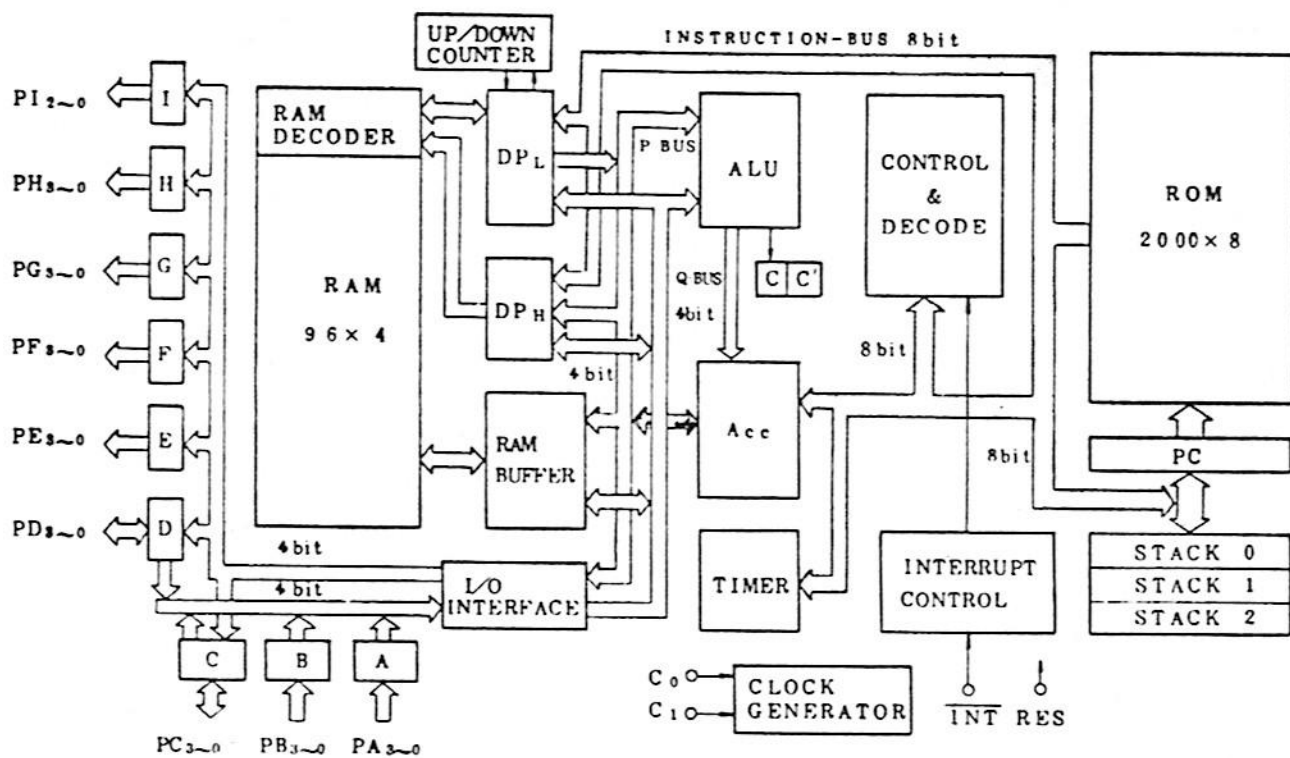 UP/DOWN
COUNTER
INSTRUCTION-BUS 8bit
PI2~0
I
RAM
DECODER
DPL
P BUS
ALU
CONTROL
&
DECODE
ROM
2000×8
PH3~0
H
PG3~0
G
RAM
96×4
DPH
Q-BUS
4bit
C C'
PF3~0
F
4bit
8bit
PE3~0
E
RAM
BUFFER
Acc
8bit
PC
PD3~0
D
4bit
4bit
I/O
INTERFACE
TIMER
INTERRUPT
CONTROL
STACK 0
STACK 1
STACK 2
C
B
A
C0
C1
CLOCK
GENERATOR
INT
RES
PC3~0
PB3~0
PA3~0